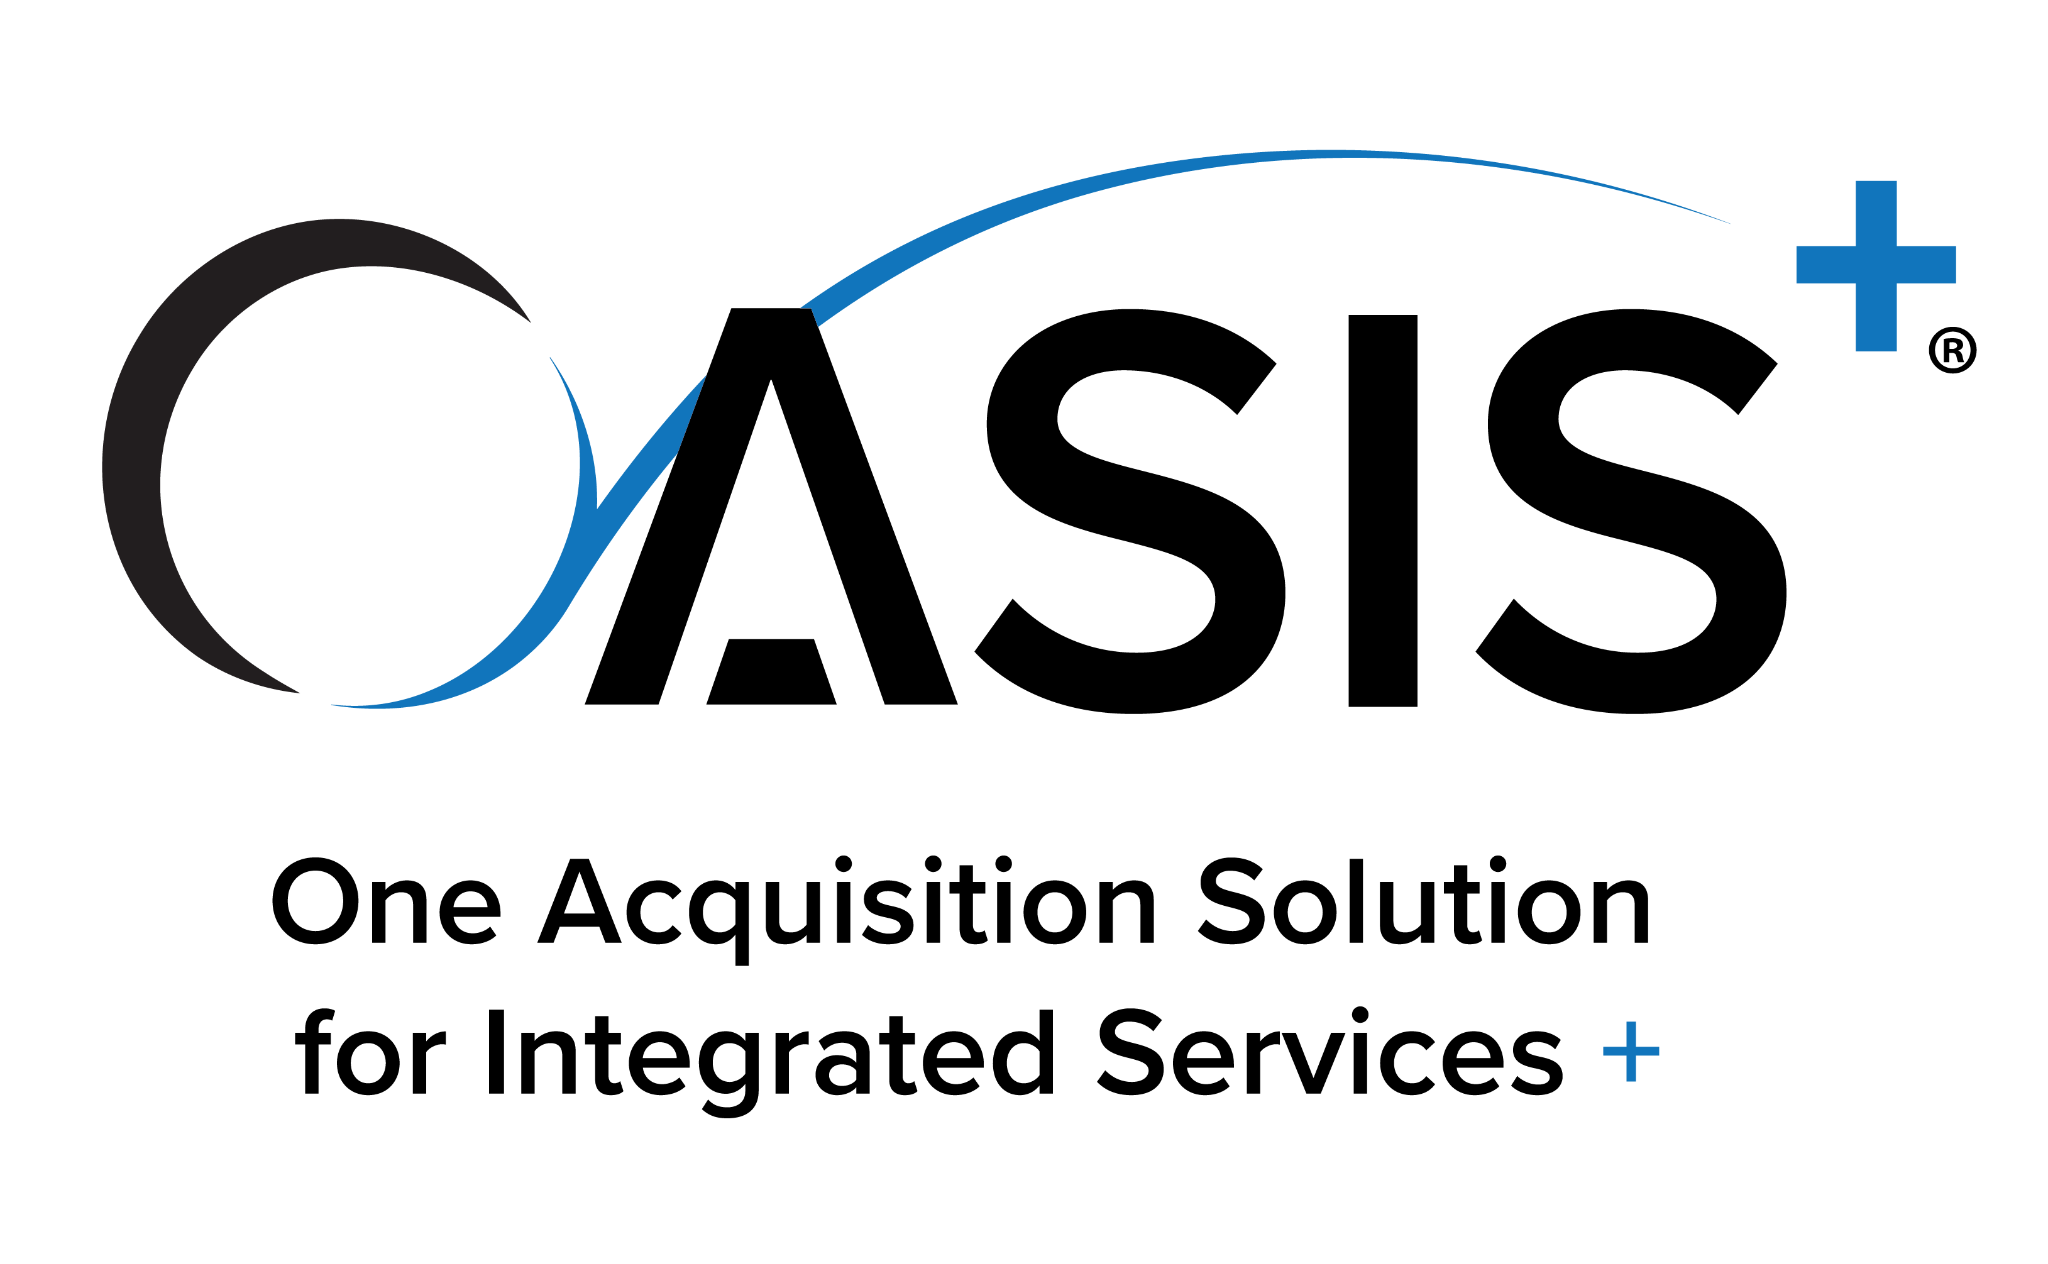 OASIS+®
One Acquisition Solution
for Integrated Services +